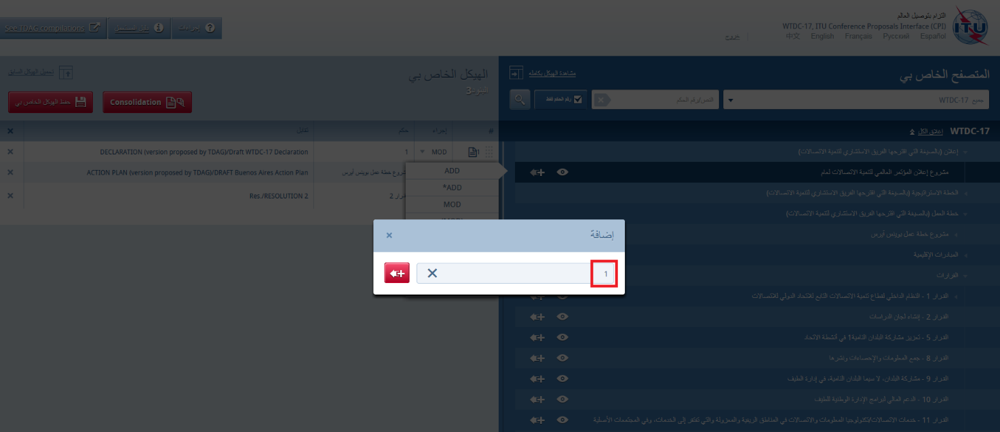 التزام بتوصيل العالم
WTDC-17, ITU Conference Proposals Interface (CPI)
中文 English Français Русский Español
خروج
إجراءات
دليل المستعمل
See TDAG compilations
المتصفح الخاص بي
مشاهدة الهيكل بكامله
جميع WTDC-17
النص/رقم الحكم
رقم الحكم فقط
WTDC-17 إغلاق الكل
إعلان (بالصيغة التي اقترحها الفريق الاستشاري لتنمية الاتصالات)
مشروع إعلان المؤتمر العالمي لتنمية الاتصالات لعام
الخطة الاستراتيجية (بالصيغة التي اقترحها الفريق الاستشاري لتنمية الاتصالات)
خطة العمل (بالصيغة التي اقترحها الفريق الاستشاري لتنمية الاتصالات)
مشروع خطة عمل بوينس آيرس
المبادرات الإقليمية
القرارات
القرار 1 - النظام الداخلي لقطاع تنمية الاتصالات التابع للاتحاد الدولي للاتصالات
القرار 2 - إنشاء لجان الدراسات
القرار 5 - تعزيز مشاركة البلدان النامية1 في أنشطة الاتحاد
القرار 8 - جمع المعلومات والإحصاءات ونشرها
القرار 9 - مشاركة البلدان، لا سيما البلدان النامية، في إدارة الطيف
القرار 10 - الدعم المالي لبرامج الإدارة الوطنية للطيف
القرار 11 - خدمات الاتصالات/تكنولوجيا المعلومات والاتصالات في المناطق الريفية والمعزولة والتي تفتقر إلى الخدمات، وفي المجتمعات الأصلية
الهيكل الخاص بي
البنود:3
تحميل الهيكل السابق
Consolidation
حفظ الهيكل الخاص بي
# إجراء حكم تقابل
1 MOD 1 DECLARATION (version proposed by TDAG)/Draft WTDC-17 Declaration
مشروع خطة عمل بوينس آيرس ACTION PLAN (version proposed by TDAG)/DRAFT Buenos Aires Action Plan
قرار 2 Res./RESOLUTION 2
ADD
*ADD
MOD
إضافة
1
ITU